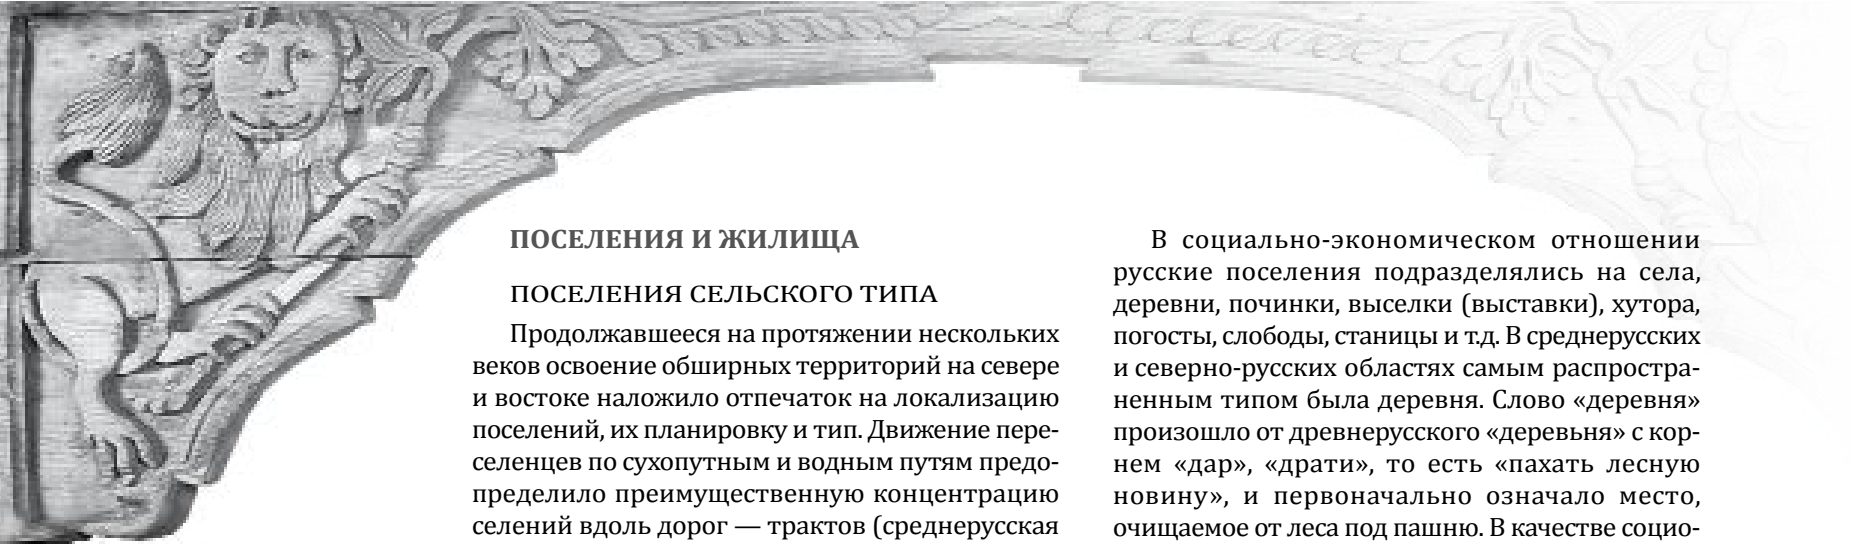 ПОСЕЛЕНИЯ И ЖИЛИЩА
ПОСЕЛЕНИЯ СЕЛЬСКОГО ТИПА
Продолжавшееся на протяжении нескольких
веков освоение обширных территорий на севере
и востоке наложило отпечаток на локализацию
поселений, их планировку и тип. Движение пере-
селенцев по сухопутным и водным путям предо-
пределило преимущественную концентрацию
селений вдоль дорог — трактов (среднерусская
В социально-экономическом отношении
русские поселения подразделялись на села,
деревни, починки, выселки (выставки), хутора,
погосты, слободы, станицы и т.д. В среднерусских
и северно-русских областях самым распростра-
ненным типом была деревня. Слово «деревня»
произошло от древнерусского «деревьня» с кор-
нем «дар», «драти», то есть «пахать лесную
новину», и первоначально означало место,
очищаемое от леса под пашню. В качестве социо-